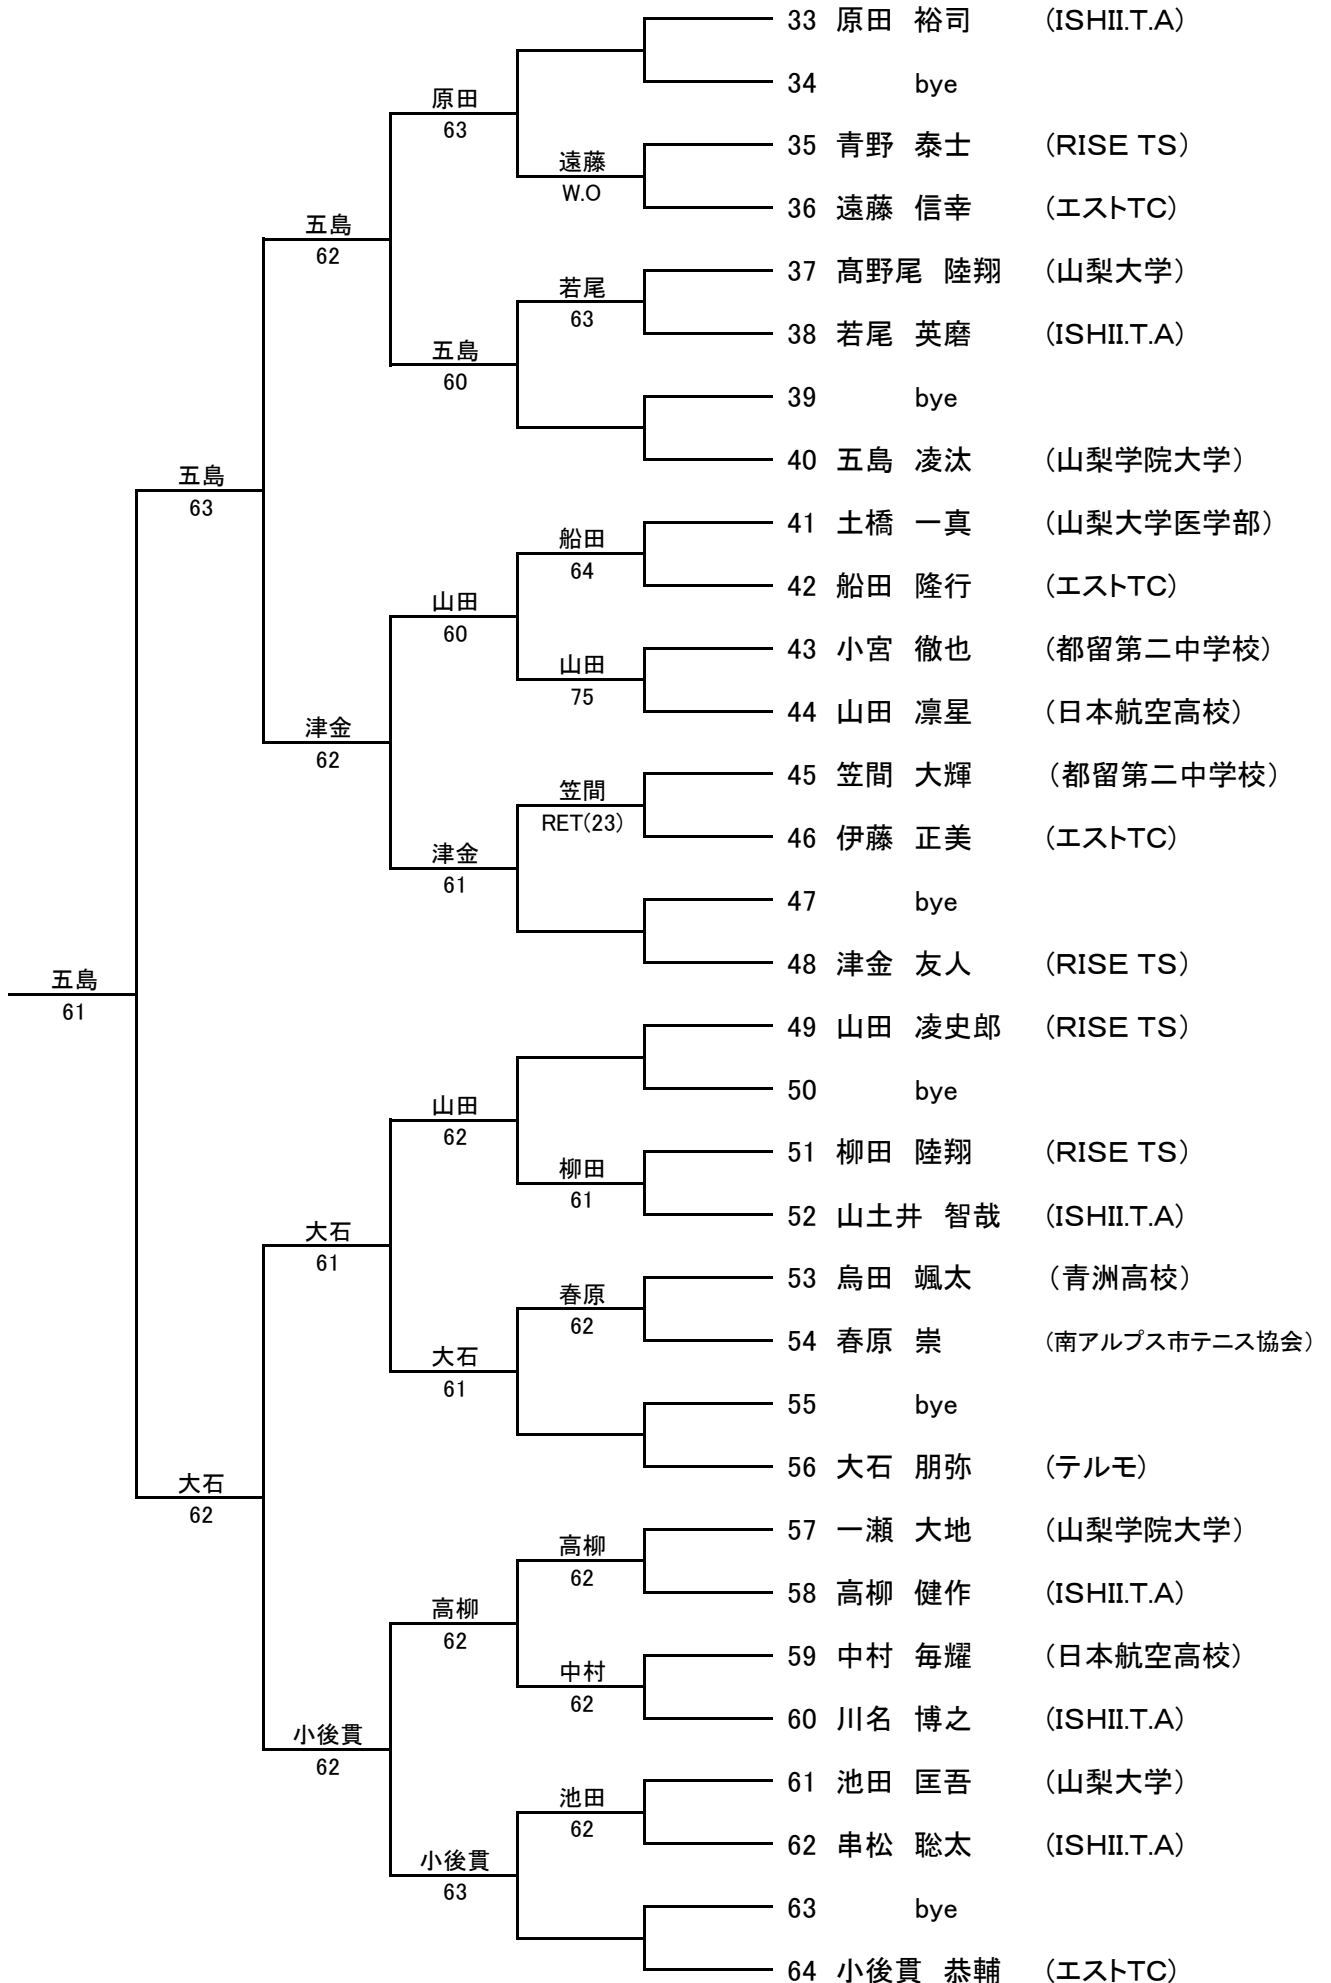 33 原田 裕司 (ISHII.T.A)
34 bye
原田
63
35 青野 泰士 (RISE TS)
遠藤
W.O
36 遠藤 信幸 (エストTC)
五島
62
37 髙野尾 陸翔 (山梨大学)
若尾
63
38 若尾 英磨 (ISHII.T.A)
五島
60
39 bye
40 五島 凌汰 (山梨学院大学)
五島
63
41 土橋 一真 (山梨大学医学部)
船田
64
42 船田 隆行 (エストTC)
山田
60
43 小宮 徹也 (都留第二中学校)
山田
75
44 山田 凛星 (日本航空高校)
津金
62
45 笠間 大輝 (都留第二中学校)
笠間
RET(23)
46 伊藤 正美 (エストTC)
津金
61
47 bye
48 津金 友人 (RISE TS)
五島
61
49 山田 凌史郎 (RISE TS)
50 bye
山田
62
51 柳田 陸翔 (RISE TS)
柳田
61
52 山土井 智哉 (ISHII.T.A)
大石
61
53 鳥田 颯太 (青洲高校)
春原
62
54 春原 崇 (南アルプス市テニス協会)
大石
61
55 bye
56 大石 朋弥 (テルモ)
大石
62
57 一瀬 大地 (山梨学院大学)
高柳
62
58 高柳 健作 (ISHII.T.A)
高柳
62
59 中村 毎耀 (日本航空高校)
中村
62
60 川名 博之 (ISHII.T.A)
小後貫
62
61 池田 匡吾 (山梨大学)
池田
62
62 串松 聡太 (ISHII.T.A)
小後貫
63
63 bye
64 小後貫 恭輔 (エストTC)